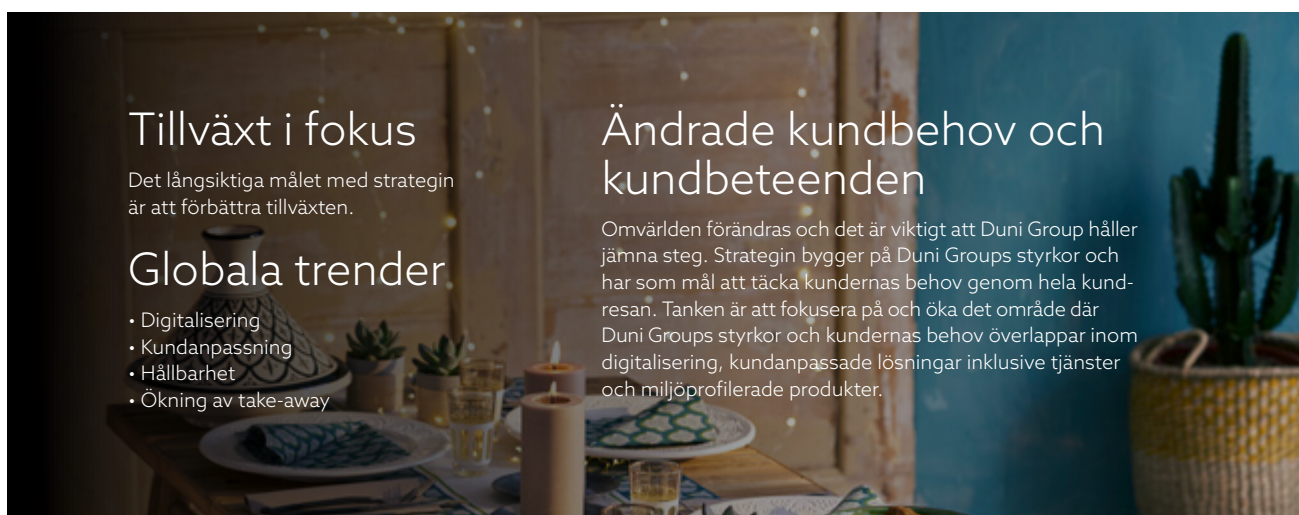 Tillväxt i fokus
Det långsiktiga målet med strategin
är att förbättra tillväxten.
Globala trender
• Digitalisering
• Kundanpassning
• Hållbarhet
• Ökning av take-away
Ändrade kundbehov och
kundbeteenden
Omvärlden förändras och det är viktigt att Duni Group håller
jämna steg. Strategin bygger på Duni Groups styrkor och
har som mål att täcka kundernas behov genom hela kund-
resan. Tanken är att fokusera på och öka det område där
Duni Groups styrkor och kundernas behov överlappar inom
digitalisering, kundanpassade lösningar inklusive tjänster
och miljöprofilerade produkter.